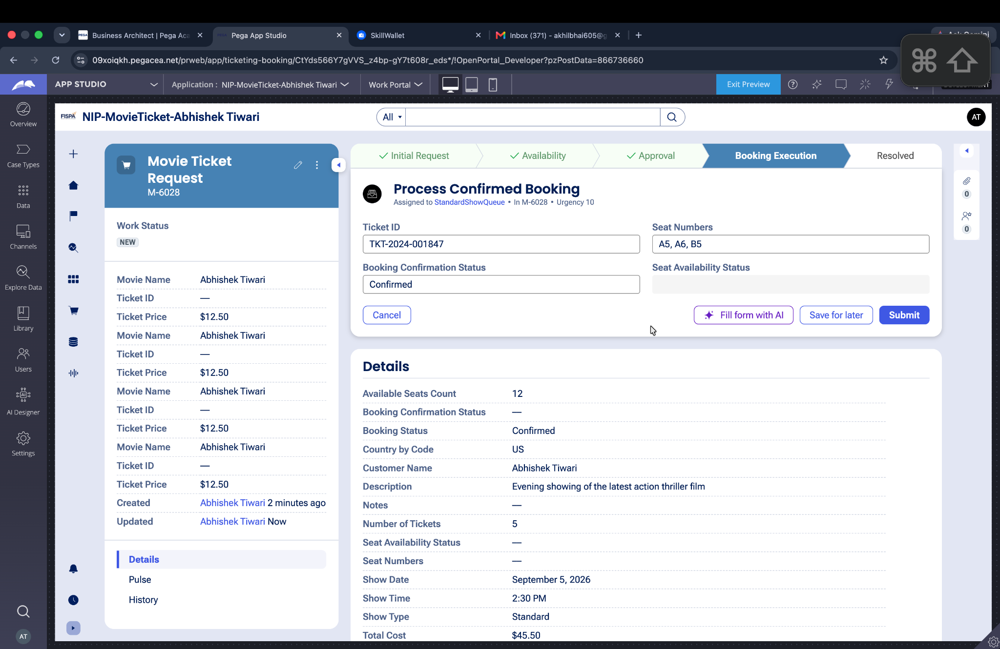 Business Architect | Pega Aca
Pega App Studio
SkillWallet
Inbox (371) - akhilbhai605@g
09xoiqkh.pegacea.net/prweb/app/ticketing-booking/CtYds566Y7gVVS_z4bp-gY7t608r_eds*/!OpenPortal_Developer?pzPostData=866736660
APP STUDIO
Application : NIP-MovieTicket-Abhishek Tiwari
Work Portal
Exit Preview
Overview
Case Types
Data
Channels
Explore Data
Library
Users
AI Designer
Settings
AT
FISPA
NIP-MovieTicket-Abhishek Tiwari
All
AT
Movie Ticket
Request
M-6028
Work Status
NEW
Movie Name Abhishek Tiwari
Ticket ID —
Ticket Price $12.50
Movie Name Abhishek Tiwari
Ticket ID —
Ticket Price $12.50
Movie Name Abhishek Tiwari
Ticket ID —
Ticket Price $12.50
Movie Name Abhishek Tiwari
Ticket ID —
Ticket Price $12.50
Created Abhishek Tiwari 2 minutes ago
Updated Abhishek Tiwari Now
Details
Pulse
History
Initial Request
Availability
Approval
Booking Execution
Resolved
Process Confirmed Booking
Assigned to StandardShowQueue • In M-6028 • Urgency 10
Ticket ID
TKT-2024-001847
Seat Numbers
A5, A6, B5
Booking Confirmation Status
Confirmed
Seat Availability Status
Cancel
Fill form with AI
Save for later
Submit
0
0
Details
Available Seats Count 12
Booking Confirmation Status —
Booking Status Confirmed
Country by Code US
Customer Name Abhishek Tiwari
Description Evening showing of the latest action thriller film
Notes —
Number of Tickets 5
Seat Availability Status —
Seat Numbers —
Show Date September 5, 2026
Show Time 2:30 PM
Show Type Standard
Total Cost $45.50